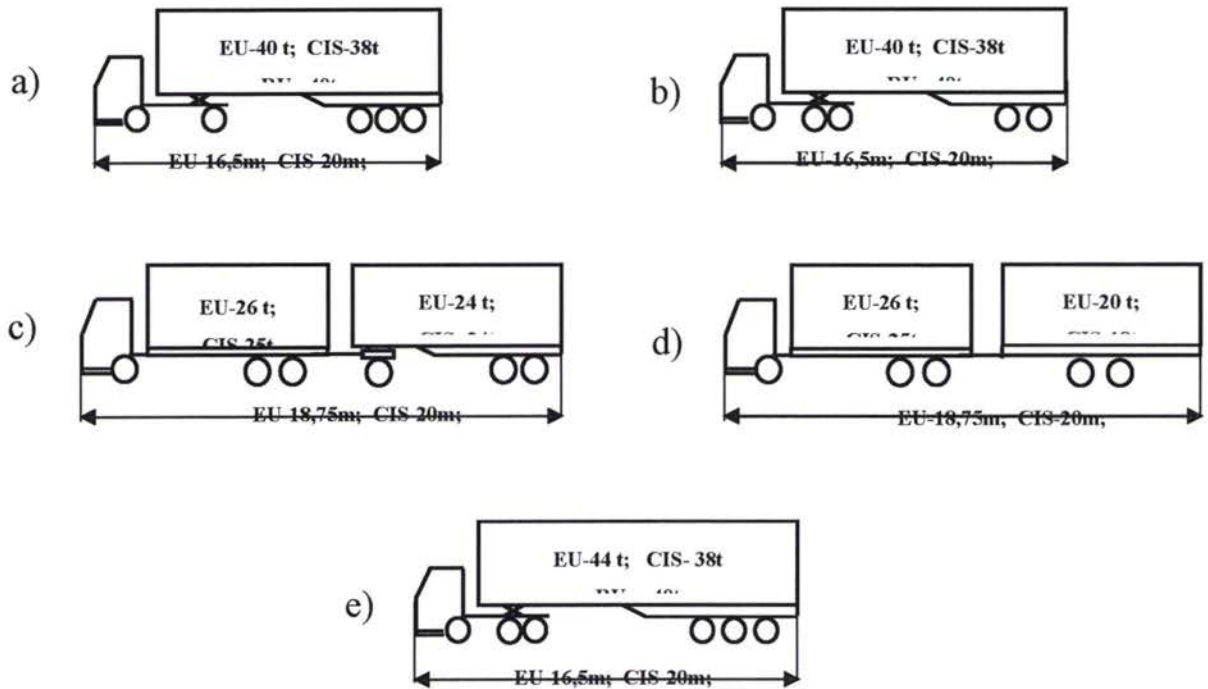 a)
EU-40 t; CIS-38t
EU-16,5m; CIS-20m;
b)
EU-40 t; CIS-38t
EU-16,5m; CIS-20m;
c)
EU-26 t;
CIS-25t
EU-24 t;
EU-18,75m; CIS-20m;
d)
EU-26 t;
CIS-25t
EU-20 t;
EU-18,75m; CIS-20m;
e)
EU-44 t; CIS- 38t
EU-16,5m; CIS-20m;